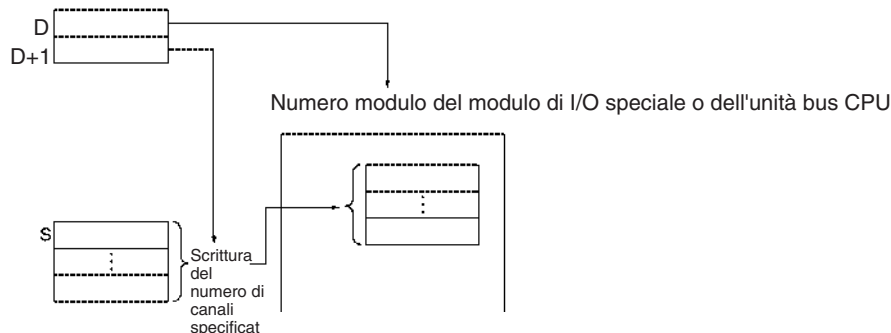 D
D+1
Numero modulo del modulo di I/O speciale o dell'unità bus CPU
S
Scrittura
del
numero di
canali
specificat